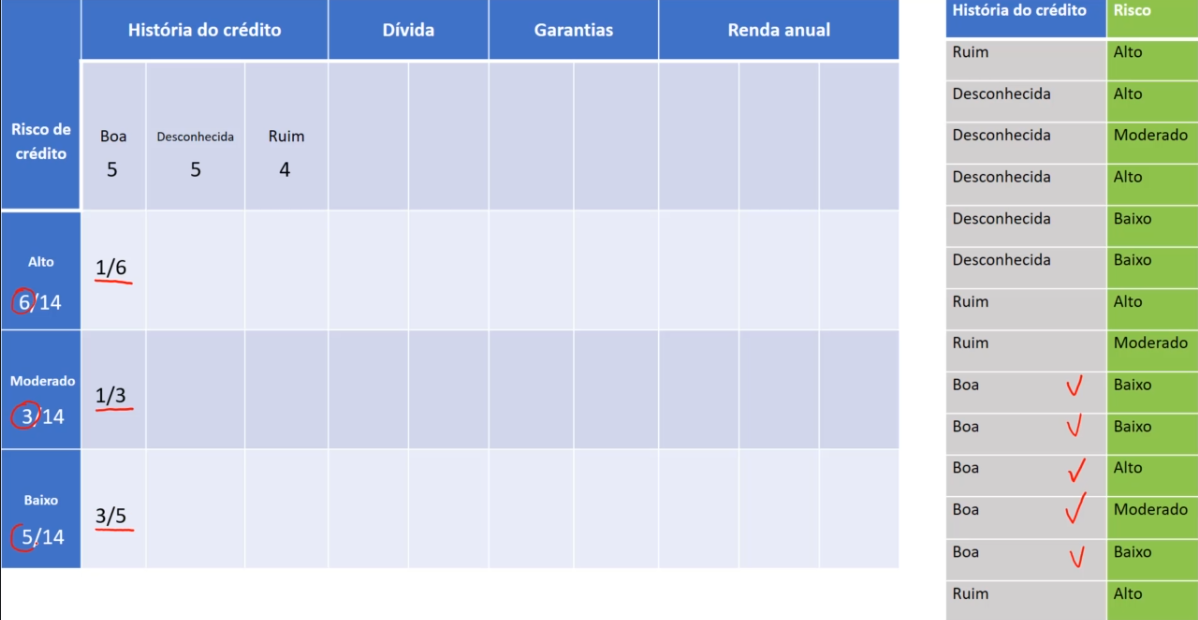 História do crédito Dívida Garantias Renda anual
Risco de
crédito
Boa Desconhecida Ruim
5 5 4
Alto
6/14
1/6
Moderado
3/14
1/3
Baixo
5/14
3/5
História do crédito Risco
Ruim Alto
Desconhecida Alto
Desconhecida Moderado
Desconhecida Alto
Desconhecida Baixo
Desconhecida Baixo
Ruim Alto
Ruim Moderado
Boa Baixo
Boa Baixo
Boa Alto
Boa Moderado
Boa Baixo
Ruim Alto